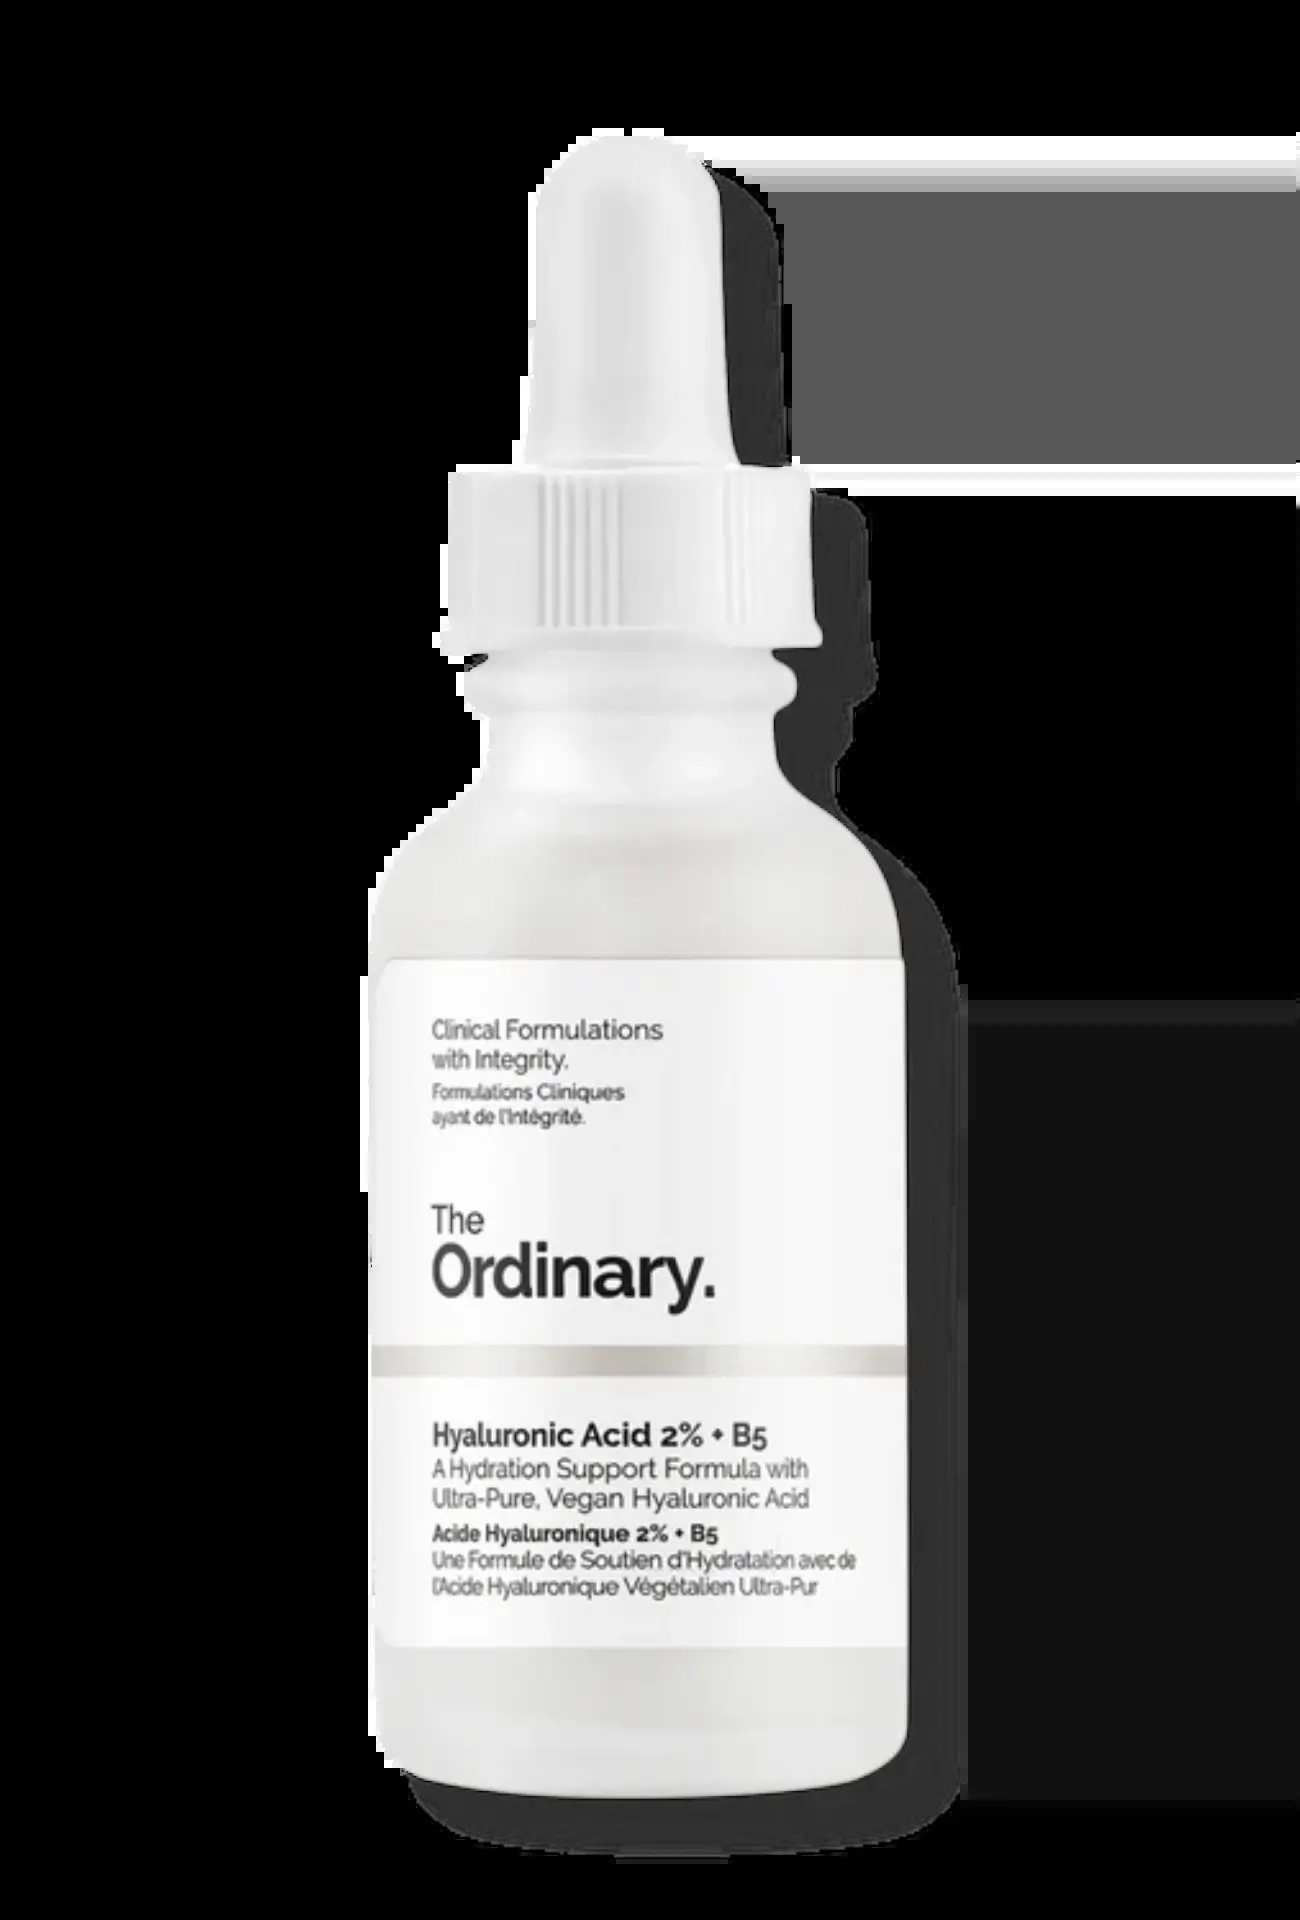 Clinical Formulations
with Integrity.
Formulations Cliniques
ayant de l'Intégrité.
The
Ordinary.
Hyaluronic Acid 2% + B5
A Hydration Support Formula with
Ultra-Pure, Vegan Hyaluronic Acid
Acide Hyaluronique 2% + B5
Une Formule de Soutien d'Hydratation avec de
l'Acide Hyaluronique Végétalien Ultra-Pur